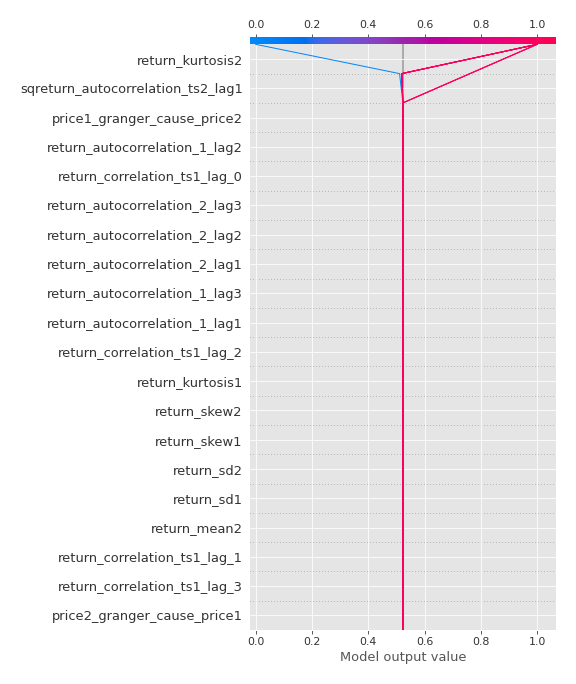 0.0 0.2 0.4 0.6 0.8 1.0
return_kurtosis2
sqreturn_autocorrelation_ts2_lag1
price1_granger_cause_price2
return_autocorrelation_1_lag2
return_correlation_ts1_lag_0
return_autocorrelation_2_lag3
return_autocorrelation_2_lag2
return_autocorrelation_2_lag1
return_autocorrelation_1_lag3
return_autocorrelation_1_lag1
return_correlation_ts1_lag_2
return_kurtosis1
return_skew2
return_skew1
return_sd2
return_sd1
return_mean2
return_correlation_ts1_lag_1
return_correlation_ts1_lag_3
price2_granger_cause_price1
0.0 0.2 0.4 0.6 0.8 1.0
Model output value